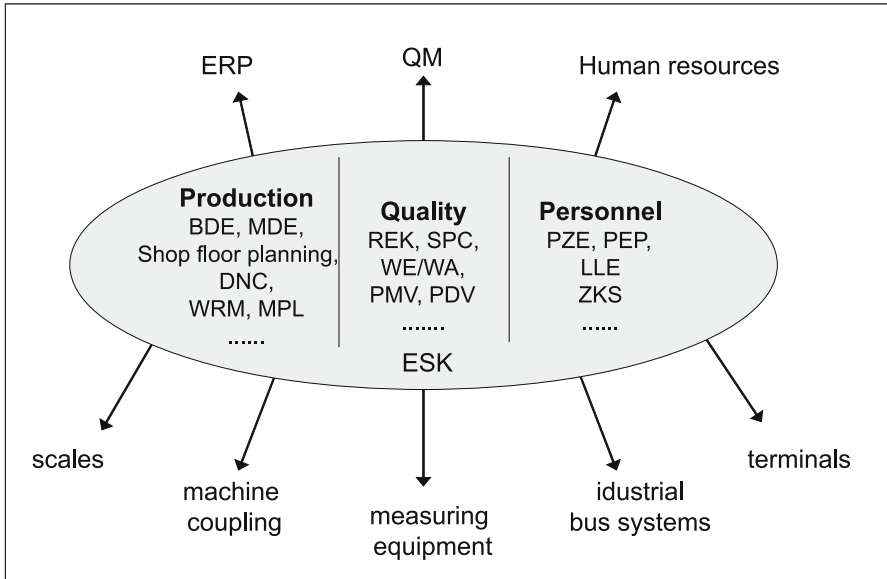 ERP
QM
Human resources
Production
BDE, MDE,
Shop floor planning,
DNC,
WRM, MPL
......
Quality
REK, SPC,
WE/WA,
PMV, PDV
.......
Personnel
PZE, PEP,
LLE
ZKS
......
ESK
scales
machine
coupling
measuring
equipment
idustrial
bus systems
terminals